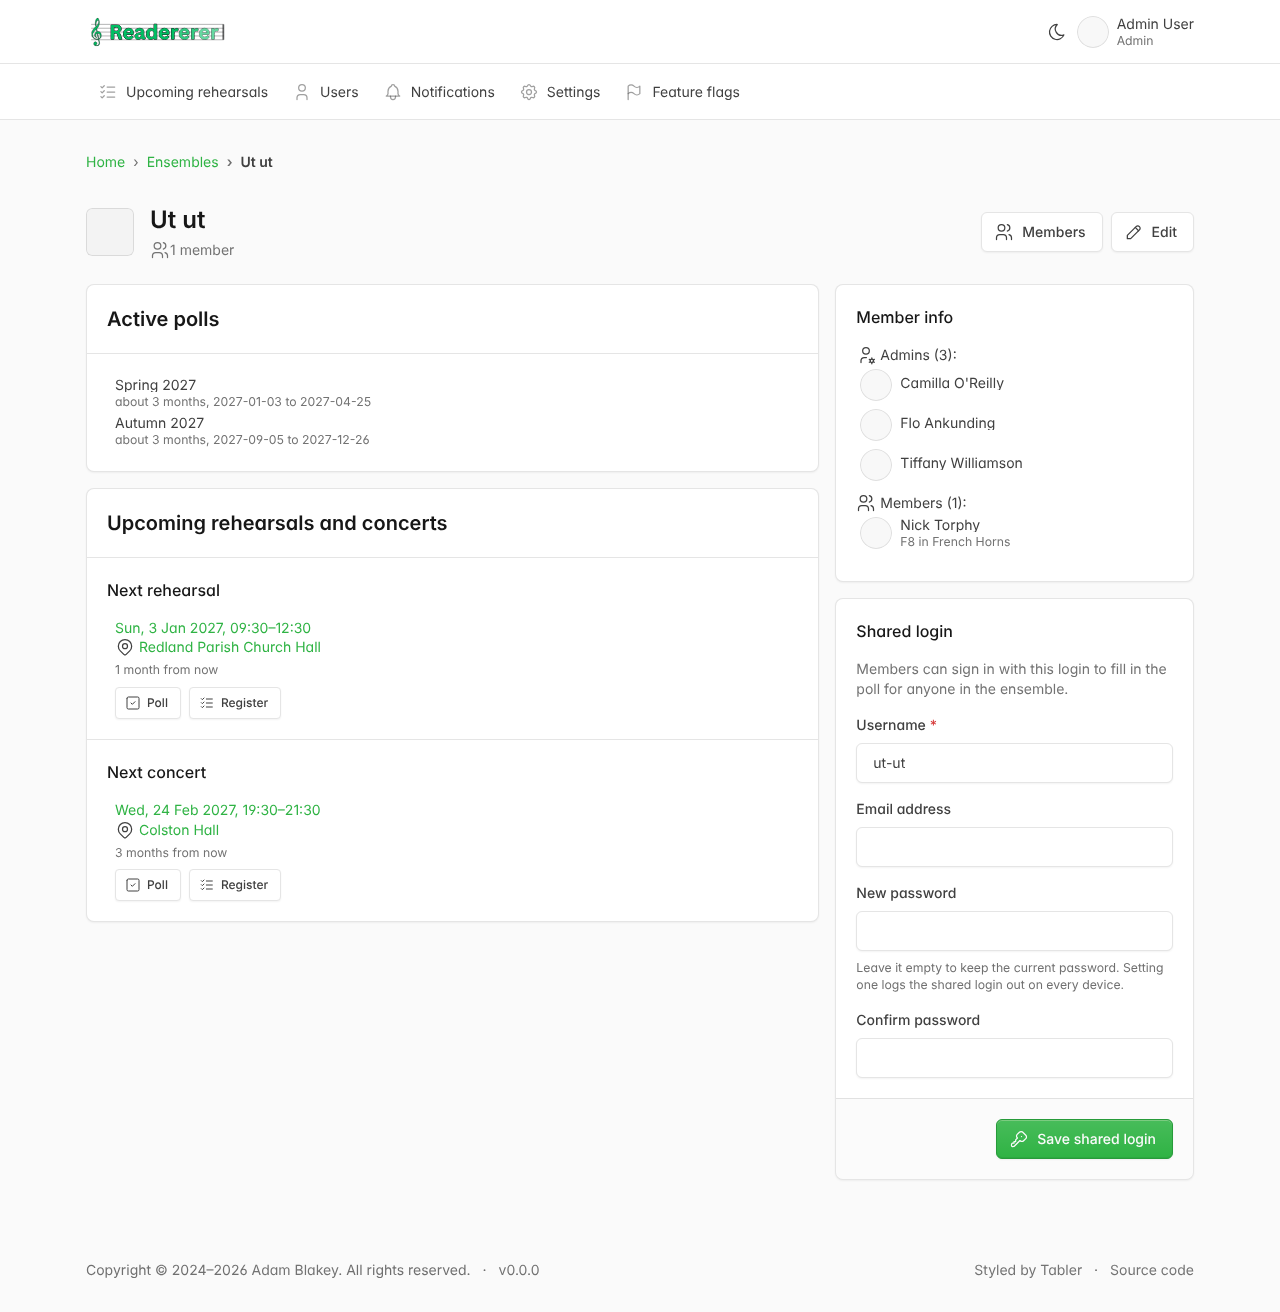 Readererer
Admin User
Admin
Upcoming rehearsals
Users
Notifications
Settings
Feature flags
Home › Ensembles › Ut ut
Ut ut
1 member
Members
Edit
Active polls
Spring 2027
about 3 months, 2027-01-03 to 2027-04-25
Autumn 2027
about 3 months, 2027-09-05 to 2027-12-26
Upcoming rehearsals and concerts
Next rehearsal
Sun, 3 Jan 2027, 09:30–12:30
Redland Parish Church Hall
1 month from now
Poll
Register
Next concert
Wed, 24 Feb 2027, 19:30–21:30
Colston Hall
3 months from now
Poll
Register
Member info
Admins (3):
Camilla O'Reilly
Flo Ankunding
Tiffany Williamson
Members (1):
Nick Torphy
F8 in French Horns
Shared login
Members can sign in with this login to fill in the
poll for anyone in the ensemble.
Username *
ut-ut
Email address
New password
Leave it empty to keep the current password. Setting
one logs the shared login out on every device.
Confirm password
Save shared login
Copyright © 2024–2026 Adam Blakey. All rights reserved. · v0.0.0
Styled by Tabler · Source code